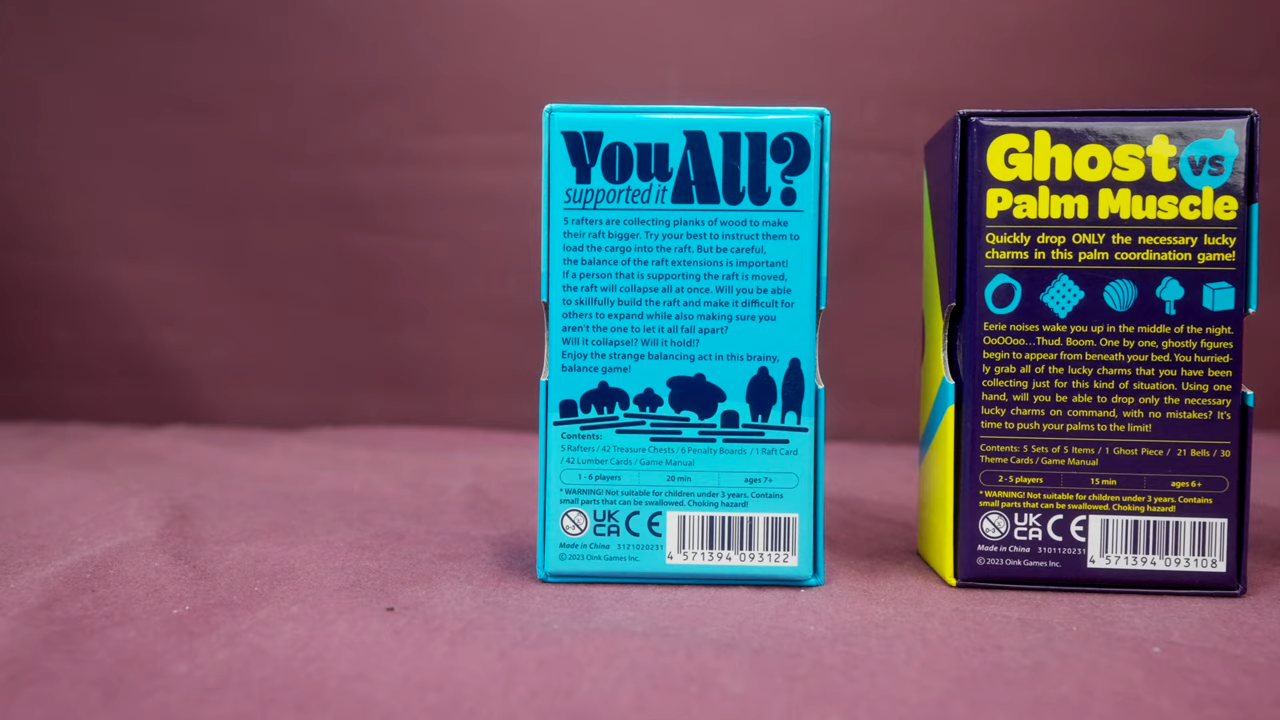 You All?
supported it
5 rafters are collecting planks of wood to make
their raft bigger. Try your best to instruct them to
load the cargo into the raft. But be careful,
the balance of the raft extensions is important!
If a person that is supporting the raft is moved,
the raft will collapse all at once. Will you be able
to skillfully build the raft and make it difficult for
others to expand while also making sure you
aren't the one to let it all fall apart?
Will it collapse!? Will it hold!?
Enjoy the strange balancing act in this brainy,
balance game!
Contents:
5 Rafters / 42 Treasure Chests / 6 Penalty Boards / 1 Raft Card
/ 42 Lumber Cards / Game Manual
1 - 6 players 20 min ages 7+
* WARNING! Not suitable for children under 3 years. Contains
small parts that can be swallowed. Choking hazard!
0-3 UK CA CE
Made in China 3121020231
4 571394 093122
© 2023 Oink Games Inc.
Ghost vs
Palm Muscle
Quickly drop ONLY the necessary lucky
charms in this palm coordination game!
Eerie noises wake you up in the middle of the night.
OoOOoo...Thud. Boom. One by one, ghostly figures
begin to appear from beneath your bed. You hurried-
ly grab all of the lucky charms that you have been
collecting just for this kind of situation. Using one
hand, will you be able to drop only the necessary
lucky charms on command, with no mistakes? It's
time to push your palms to the limit!
Contents: 5 Sets of 5 Items / 1 Ghost Piece / 21 Bells / 30
Theme Cards / Game Manual
2 - 5 players 15 min ages 6+
* WARNING! Not suitable for children under 3 years. Contains
small parts that can be swallowed. Choking hazard!
0-3 UK CA CE
Made in China 3101120231
4 571394 093108
© 2023 Oink Games Inc.